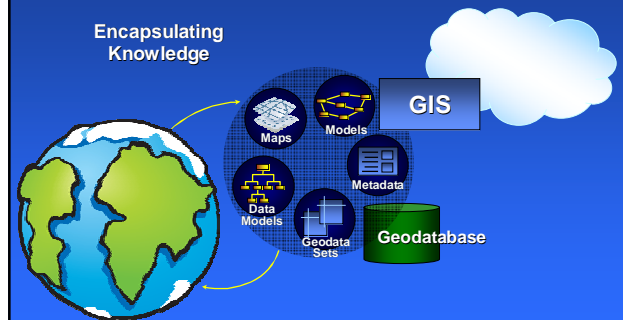 Encapsulating
Knowledge
GIS
Maps
Models
Metadata
Data
Models
Geodata
Sets
Geodatabase